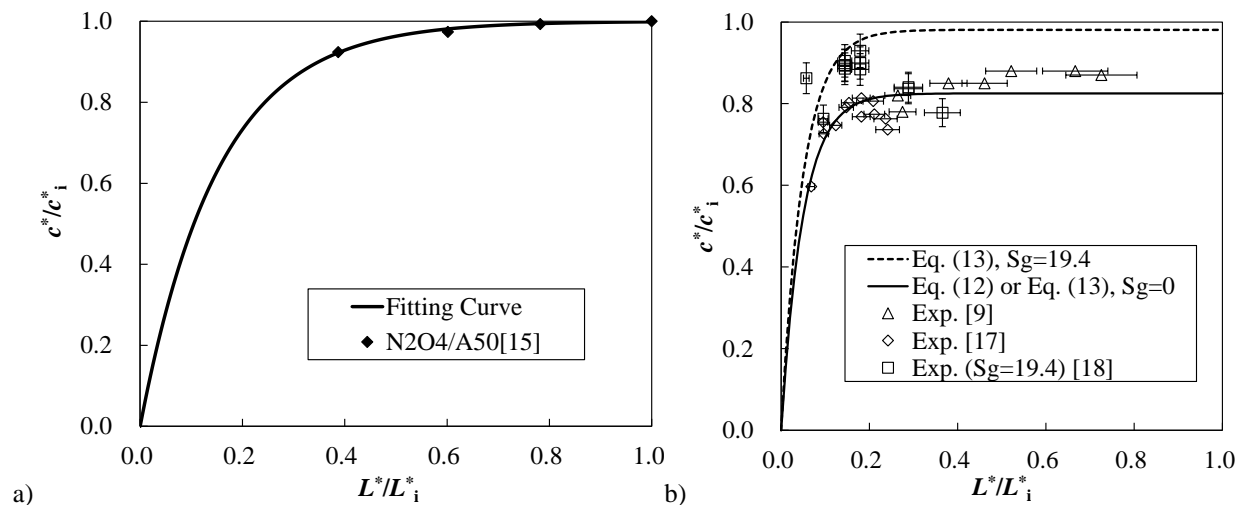 1.0
0.8
0.6
0.4
0.2
0.0
c*/c*i
0.0 0.2 0.4 0.6 0.8 1.0
L*/L*i
Fitting Curve
N2O4/A50[15]
a)
1.0
0.8
0.6
0.4
0.2
0.0
c*/c*i
0.0 0.2 0.4 0.6 0.8 1.0
L*/L*i
Eq. (13), Sg=19.4
Eq. (12) or Eq. (13), Sg=0
Exp. [9]
Exp. [17]
Exp. (Sg=19.4) [18]
b)